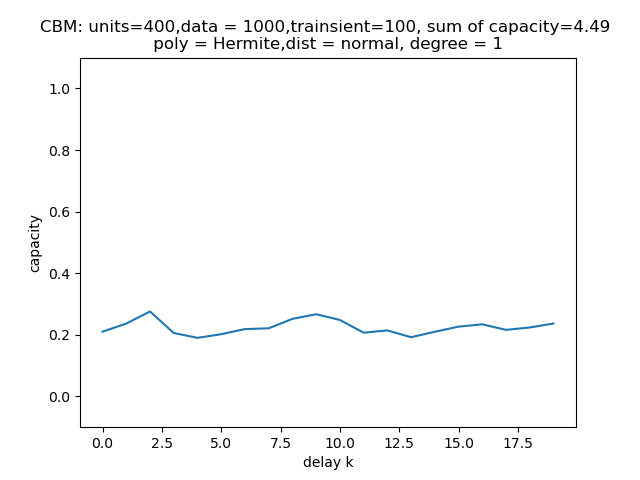 CBM: units=400,data = 1000,trainsient=100, sum of capacity=4.49
poly = Hermite,dist = normal, degree = 1
1.0
0.8
0.6
0.4
0.2
0.0
capacity
0.0 2.5 5.0 7.5 10.0 12.5 15.0 17.5
delay k